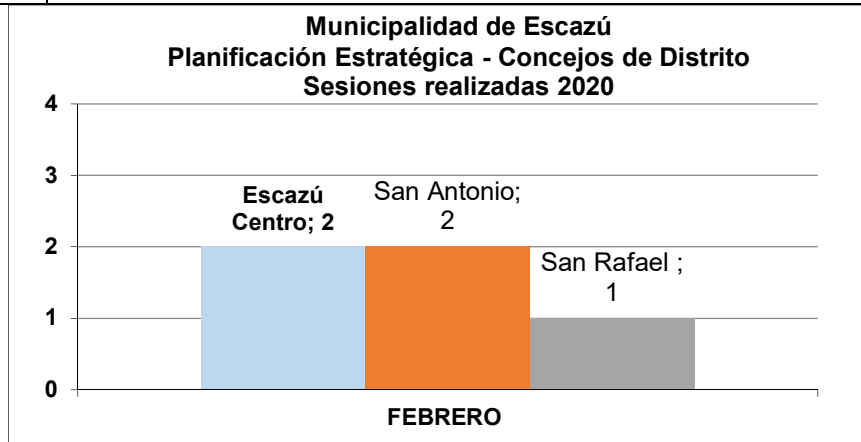 Municipalidad de Escazú
Planificación Estratégica - Concejos de Distrito
Sesiones realizadas 2020
4
3
2
1
0
Escazú
Centro; 2
San Antonio;
2
San Rafael ;
1
FEBRERO